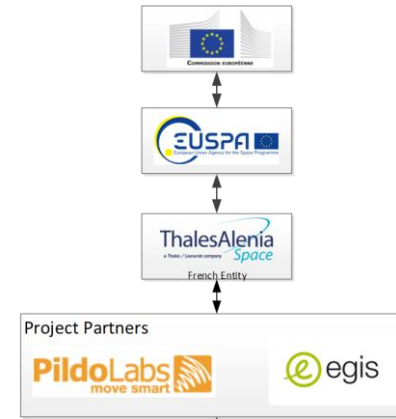 COMMISSION EUROPÉENNE
EUSPA
European Union Agency for the Space Programme
ThalesAlenia
a Thales / Leonardo company Space
French Entity
Project Partners
PildoLabs
move smart
egis